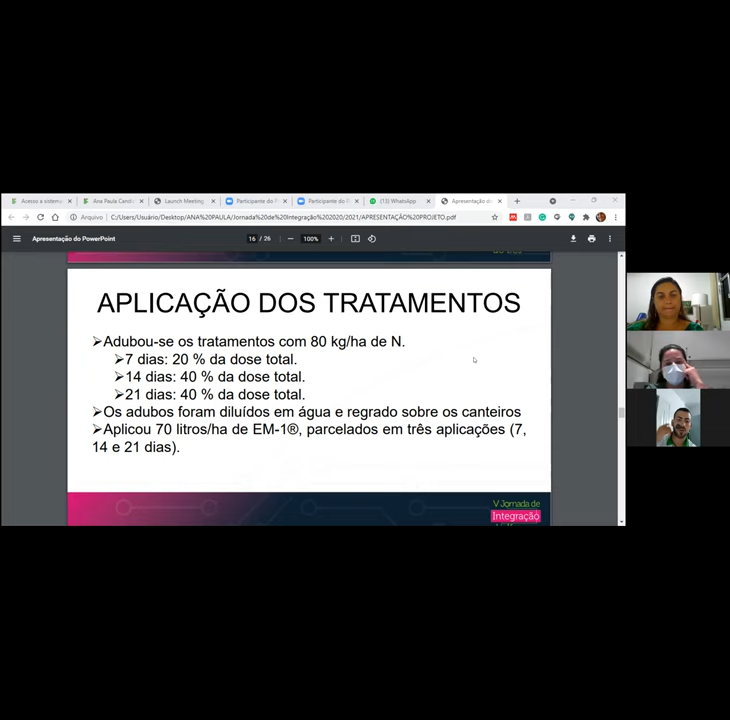 Acesso a sistema
Ana Paula Candi
Launch Meeting
Participante do P
Participante do P
(13) WhatsApp
Apresentação do
Arquivo | C:/Users/Usuário/Desktop/ANA%20PAULA/Jornada%20de%20Integração%202020/2021/APRESENTAÇÃO%20PROJETO.pdf
Apresentação do PowerPoint
16 / 26
100%
APLICAÇÃO DOS TRATAMENTOS
➢Adubou-se os tratamentos com 80 kg/ha de N.
➢7 dias: 20 % da dose total.
➢14 dias: 40 % da dose total.
➢21 dias: 40 % da dose total.
➢Os adubos foram diluídos em água e regrado sobre os canteiros
➢Aplicou 70 litros/ha de EM-1®, parcelados em três aplicações (7,
14 e 21 dias).
V Jornada de
Integração